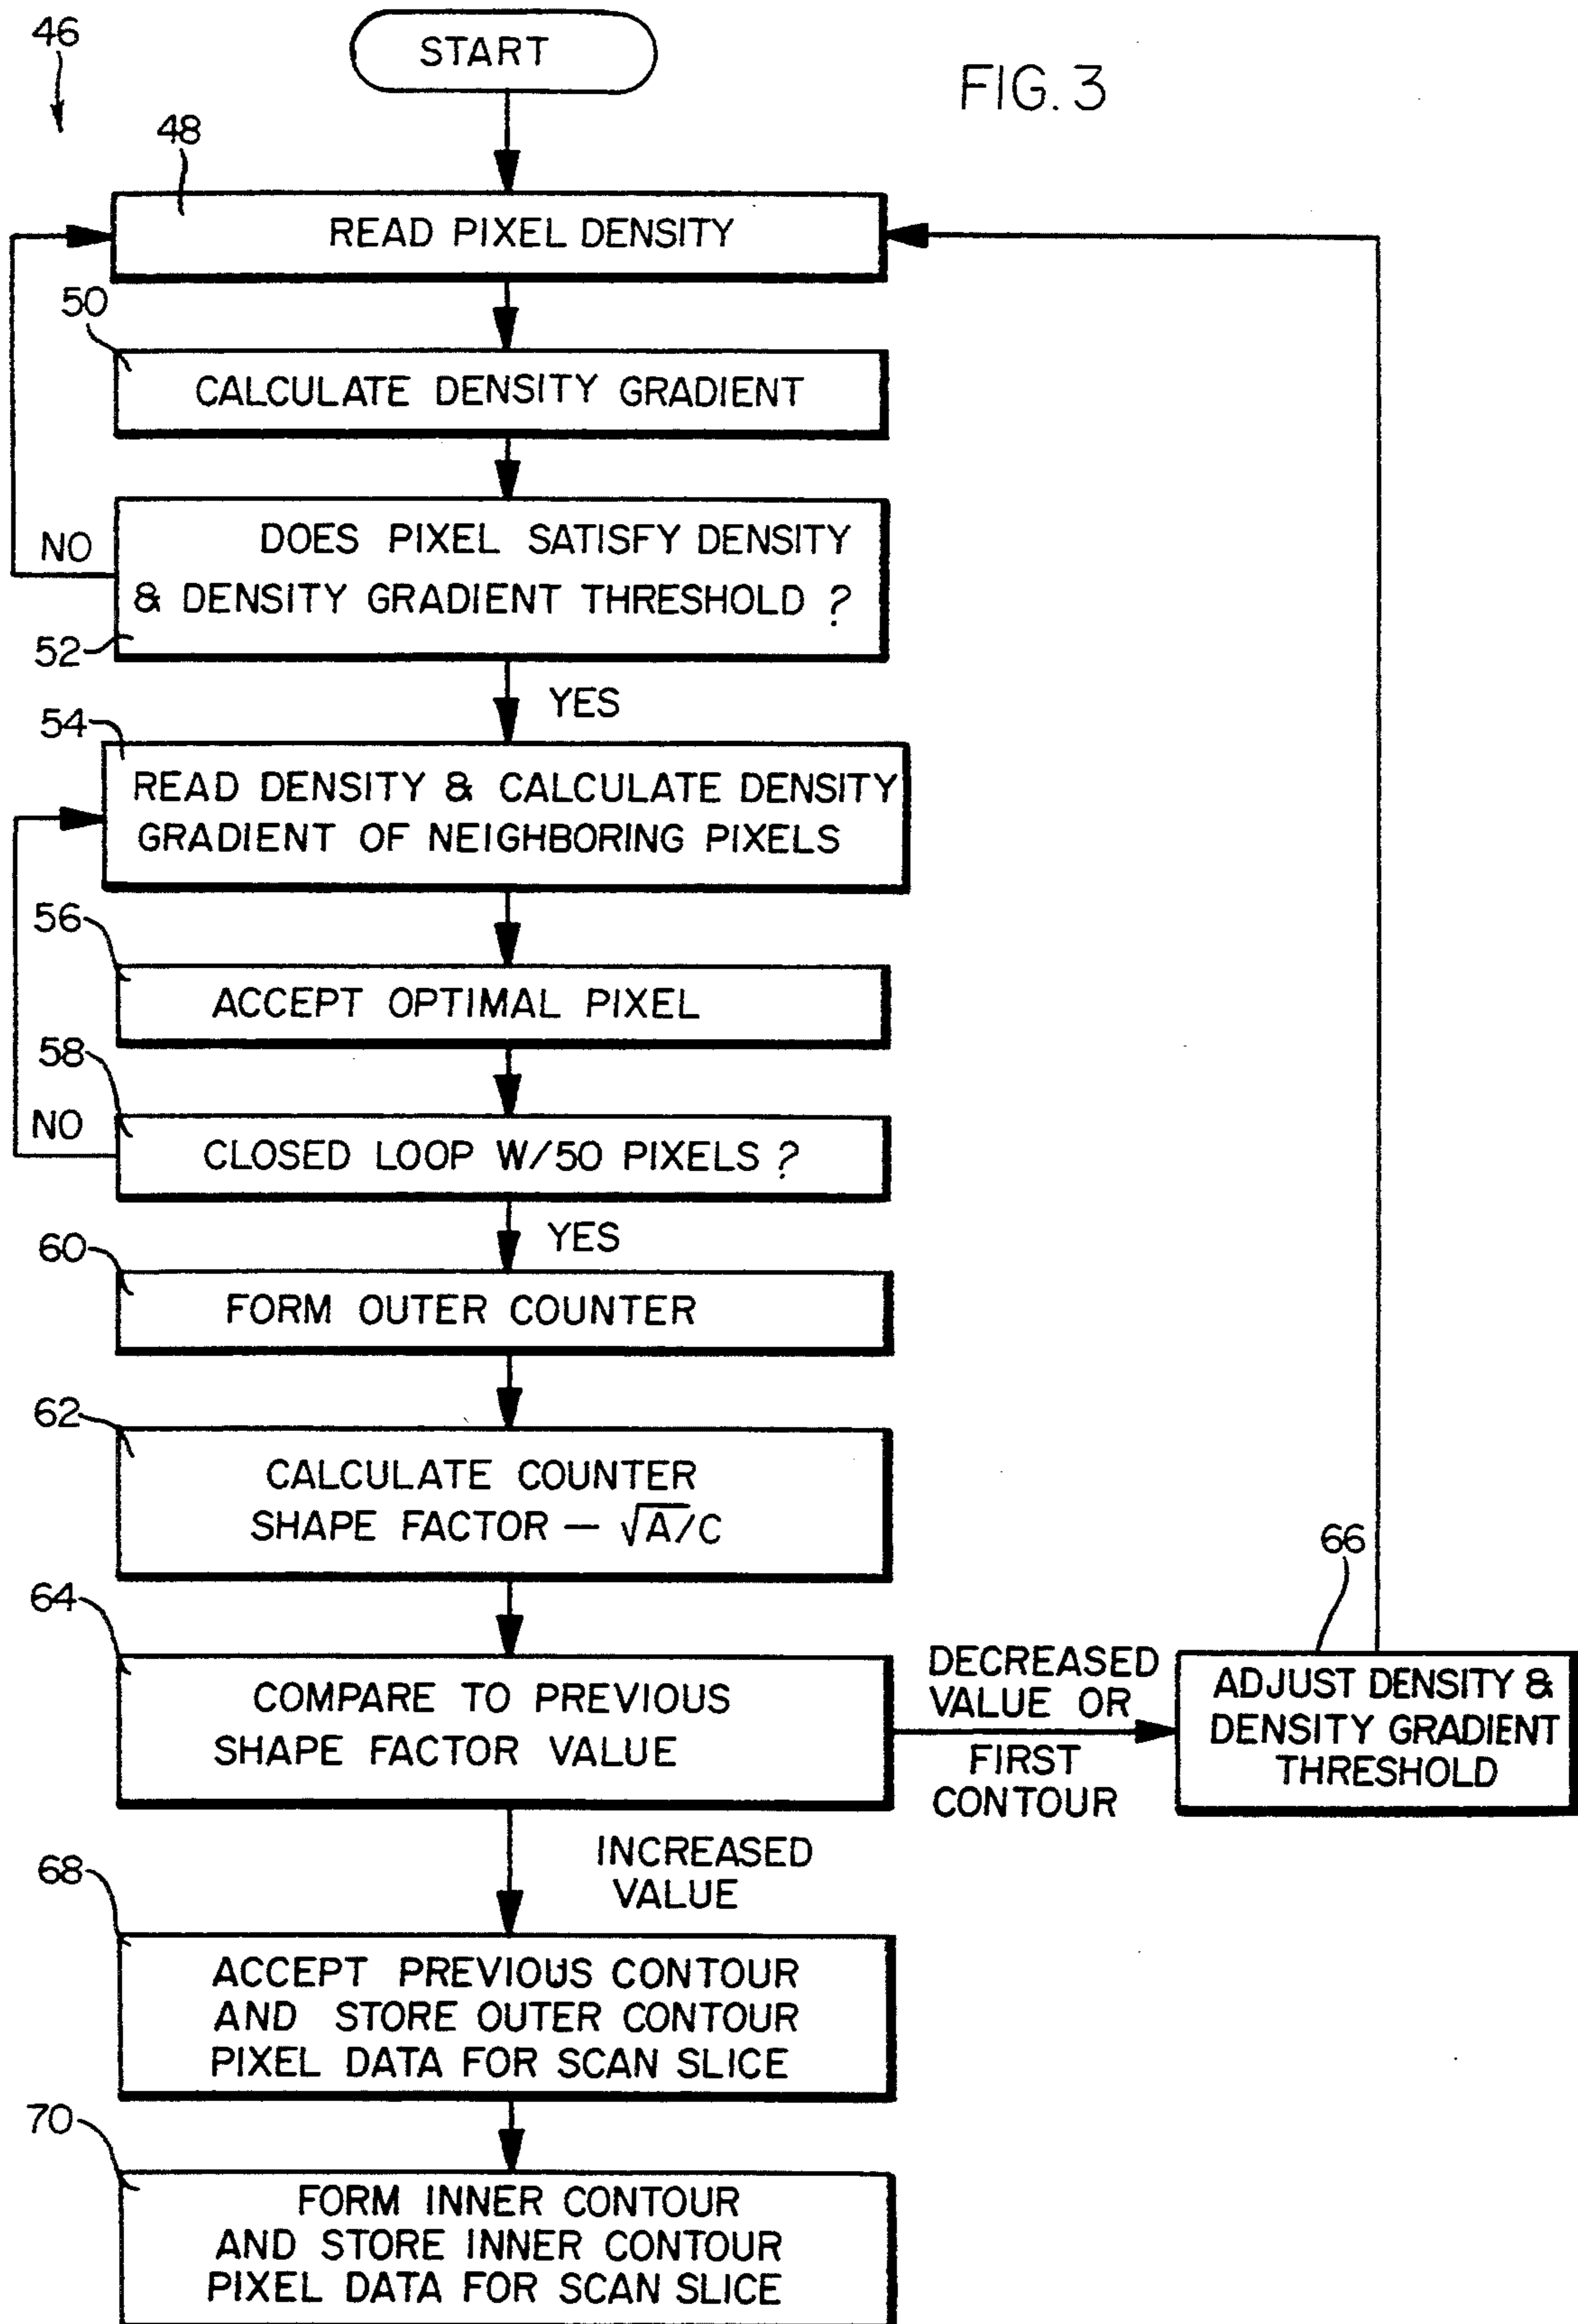 46
START
FIG. 3
48
READ PIXEL DENSITY
50
CALCULATE DENSITY GRADIENT
NO
DOES PIXEL SATISFY DENSITY
& DENSITY GRADIENT THRESHOLD ?
52
YES
54
READ DENSITY & CALCULATE DENSITY
GRADIENT OF NEIGHBORING PIXELS
56
ACCEPT OPTIMAL PIXEL
58
NO
CLOSED LOOP W/50 PIXELS ?
YES
60
FORM OUTER COUNTER
62
CALCULATE COUNTER
SHAPE FACTOR — √A/C
64
COMPARE TO PREVIOUS
SHAPE FACTOR VALUE
DECREASED
VALUE OR
FIRST
CONTOUR
66
ADJUST DENSITY &
DENSITY GRADIENT
THRESHOLD
INCREASED
VALUE
68
ACCEPT PREVIOUS CONTOUR
AND STORE OUTER CONTOUR
PIXEL DATA FOR SCAN SLICE
70
FORM INNER CONTOUR
AND STORE INNER CONTOUR
PIXEL DATA FOR SCAN SLICE